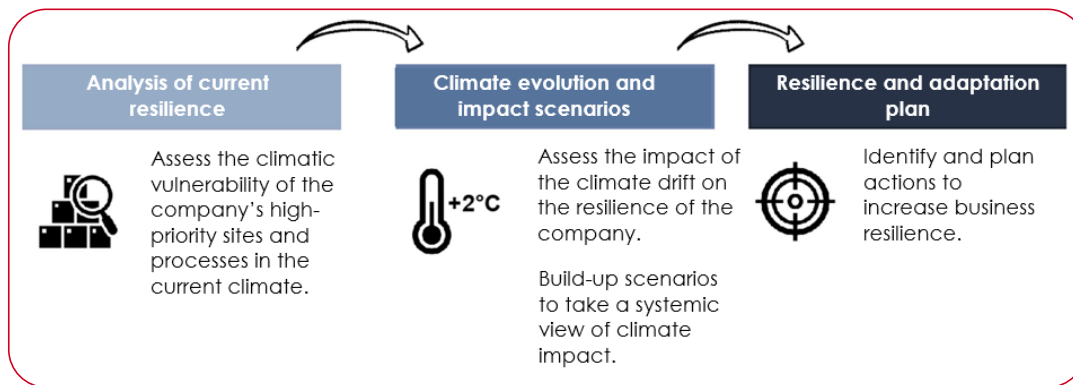 Analysis of current
resilience
Assess the climatic
vulnerability of the
company's high-
priority sites and
processes in the
current climate.
Climate evolution and
impact scenarios
+2°C
Assess the impact of
the climate drift on
the resilience of the
company.
Build-up scenarios
to take a systemic
view of climate
impact.
Resilience and adaptation
plan
Identify and plan
actions to
increase business
resilience.